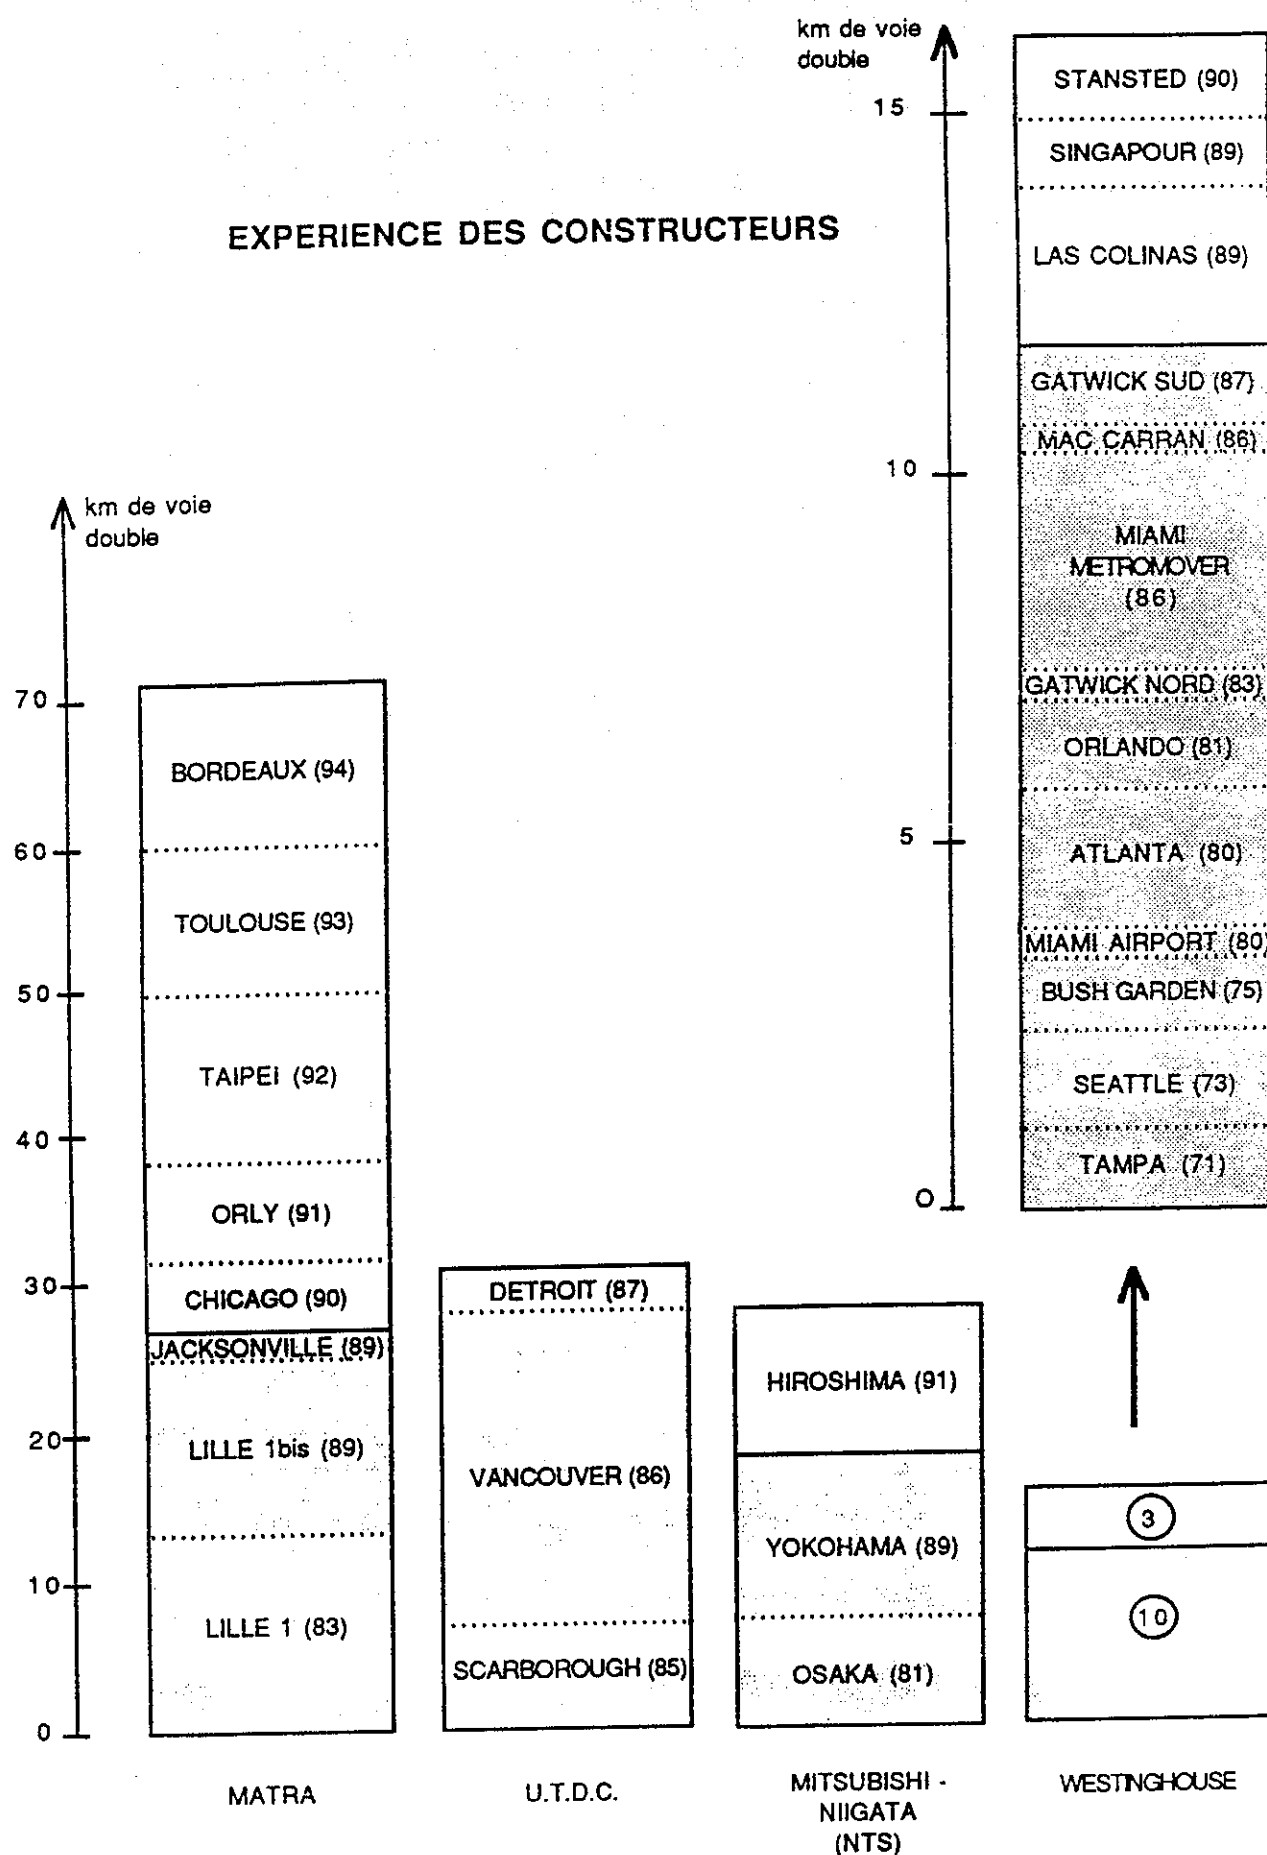 km de voie
double
15
10
5
O
STANSTED (90)
SINGAPOUR (89)
LAS COLINAS (89)
GATWICK SUD (87)
MAC CARRAN (86)
MIAMI
METROMOVER
(86)
GATWICK NORD (83)
ORLANDO (81)
ATLANTA (80)
MIAMI AIRPORT (80)
BUSH GARDEN (75)
SEATTLE (73)
TAMPA (71)
EXPERIENCE DES CONSTRUCTEURS
km de voie
double
70
60
50
40
30
20
10
0
BORDEAUX (94)
TOULOUSE (93)
TAIPEI (92)
ORLY (91)
CHICAGO (90)
JACKSONVILLE (89)
LILLE 1bis (89)
LILLE 1 (83)
MATRA
DETROIT (87)
VANCOUVER (86)
SCARBOROUGH (85)
U.T.D.C.
HIROSHIMA (91)
YOKOHAMA (89)
OSAKA (81)
MITSUBISHI -
NIIGATA
(NTS)
3
10
WESTINGHOUSE